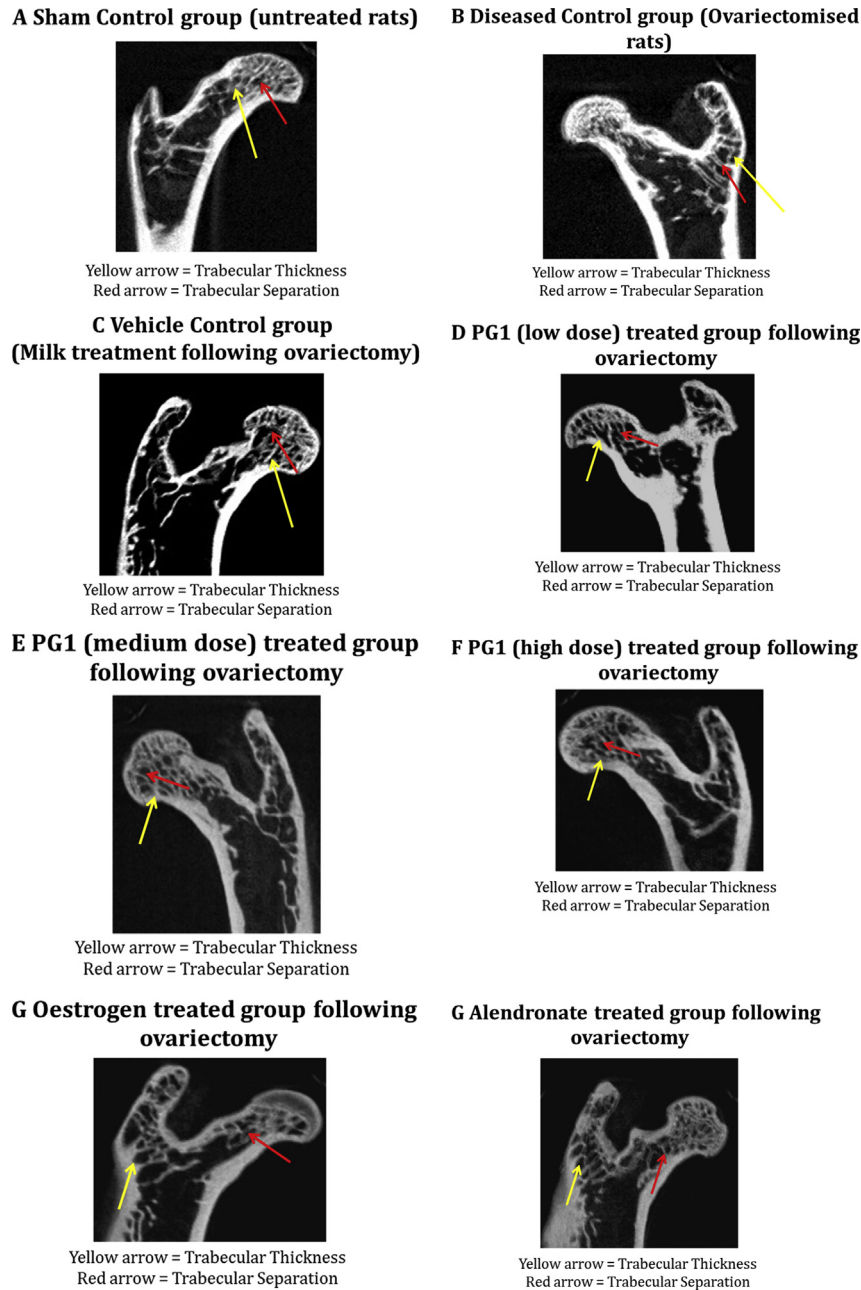 A Sham Control group (untreated rats)
Yellow arrow = Trabecular Thickness
Red arrow = Trabecular Separation
B Diseased Control group (Ovariectomised
rats)
Yellow arrow = Trabecular Thickness
Red arrow = Trabecular Separation
C Vehicle Control group
(Milk treatment following ovariectomy)
Yellow arrow = Trabecular Thickness
Red arrow = Trabecular Separation
D PG1 (low dose) treated group following
ovariectomy
Yellow arrow = Trabecular Thickness
Red arrow = Trabecular Separation
E PG1 (medium dose) treated group
following ovariectomy
Yellow arrow = Trabecular Thickness
Red arrow = Trabecular Separation
F PG1 (high dose) treated group following
ovariectomy
Yellow arrow = Trabecular Thickness
Red arrow = Trabecular Separation
G Oestrogen treated group following
ovariectomy
Yellow arrow = Trabecular Thickness
Red arrow = Trabecular Separation
G Alendronate treated group following
ovariectomy
Yellow arrow = Trabecular Thickness
Red arrow = Trabecular Separation